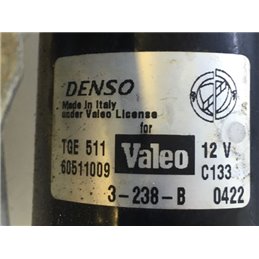 DENSO
Made in Italy
under Valeo License
for
TGE 511 Valeo 12 V
60511009 C133
3-238-B 0422